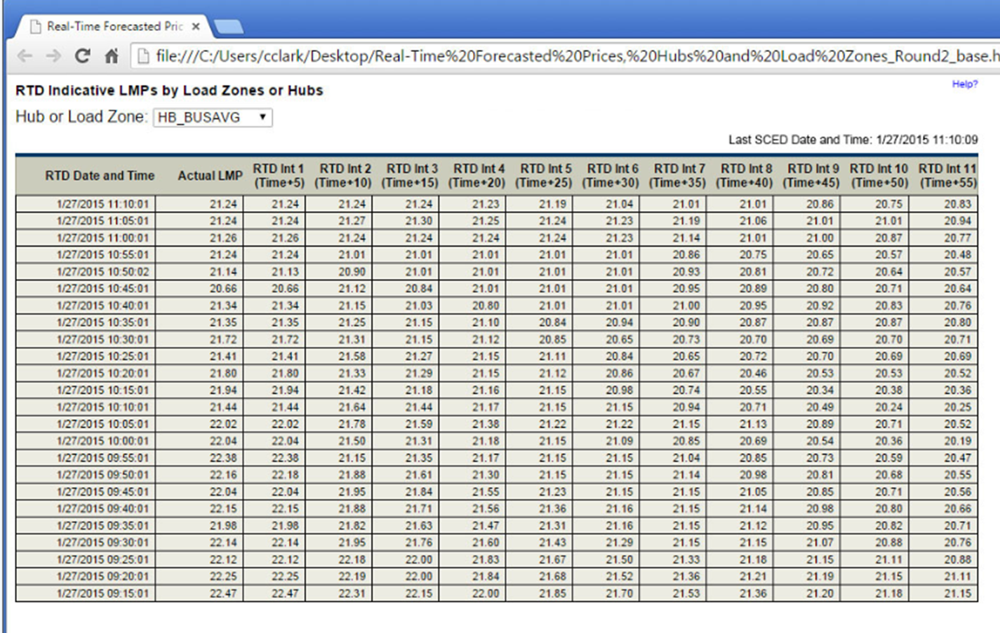 Real-Time Forecasted Pric ×
file:///C:/Users/cclark/Desktop/Real-Time%20Forecasted%20Prices,%20Hubs%20and%20Load%20Zones_Round2_base.h
RTD Indicative LMPs by Load Zones or Hubs Help?
Hub or Load Zone: HB_BUSAVG
Last SCED Date and Time: 1/27/2015 11:10:09
RTD Date and Time Actual LMP RTD Int 1 (Time+5) RTD Int 2 (Time+10) RTD Int 3 (Time+15) RTD Int 4 (Time+20) RTD Int 5 (Time+25) RTD Int 6 (Time+30) RTD Int 7 (Time+35) RTD Int 8 (Time+40) RTD Int 9 (Time+45) RTD Int 10 (Time+50) RTD Int 11 (Time+55)
1/27/2015 11:10:01 21.24 21.24 21.24 21.24 21.23 21.19 21.04 21.01 21.01 20.86 20.75 20.83
1/27/2015 11:05:01 21.24 21.24 21.27 21.30 21.25 21.24 21.23 21.19 21.06 21.01 21.01 20.94
1/27/2015 11:00:01 21.26 21.26 21.24 21.24 21.24 21.24 21.23 21.14 21.01 21.00 20.87 20.77
1/27/2015 10:55:01 21.24 21.24 21.01 21.01 21.01 21.01 21.01 20.86 20.75 20.65 20.57 20.48
1/27/2015 10:50:02 21.14 21.13 20.90 21.01 21.01 21.01 21.01 20.93 20.81 20.72 20.64 20.57
1/27/2015 10:45:01 20.66 20.66 21.12 20.84 21.01 21.01 21.01 20.95 20.89 20.80 20.71 20.64
1/27/2015 10:40:01 21.34 21.34 21.15 21.03 20.80 21.01 21.01 21.00 20.95 20.92 20.83 20.76
1/27/2015 10:35:01 21.35 21.35 21.25 21.15 21.10 20.84 20.94 20.90 20.87 20.87 20.87 20.80
1/27/2015 10:30:01 21.72 21.72 21.31 21.15 21.12 20.85 20.65 20.73 20.70 20.69 20.70 20.71
1/27/2015 10:25:01 21.41 21.41 21.58 21.27 21.15 21.11 20.84 20.65 20.72 20.70 20.69 20.69
1/27/2015 10:20:01 21.80 21.80 21.33 21.29 21.15 21.12 20.86 20.67 20.46 20.53 20.53 20.52
1/27/2015 10:15:01 21.94 21.94 21.42 21.18 21.16 21.15 20.98 20.74 20.55 20.34 20.38 20.36
1/27/2015 10:10:01 21.44 21.44 21.64 21.44 21.17 21.15 21.15 20.94 20.71 20.49 20.24 20.25
1/27/2015 10:05:01 22.02 22.02 21.78 21.59 21.38 21.22 21.22 21.15 21.13 20.89 20.71 20.52
1/27/2015 10:00:01 22.04 22.04 21.50 21.31 21.18 21.15 21.09 20.85 20.69 20.54 20.36 20.19
1/27/2015 09:55:01 22.38 22.38 21.15 21.35 21.17 21.15 21.15 21.04 20.85 20.73 20.59 20.47
1/27/2015 09:50:01 22.16 22.18 21.88 21.61 21.30 21.15 21.15 21.14 20.98 20.81 20.68 20.55
1/27/2015 09:45:01 22.04 22.04 21.95 21.84 21.55 21.23 21.15 21.15 21.05 20.85 20.71 20.56
1/27/2015 09:40:01 22.15 22.15 21.88 21.71 21.56 21.36 21.16 21.15 21.14 20.98 20.80 20.66
1/27/2015 09:35:01 21.98 21.98 21.82 21.63 21.47 21.31 21.16 21.15 21.12 20.95 20.82 20.71
1/27/2015 09:30:01 22.14 22.14 21.95 21.76 21.60 21.43 21.29 21.15 21.15 21.07 20.88 20.76
1/27/2015 09:25:01 22.12 22.12 22.18 22.00 21.83 21.67 21.50 21.33 21.18 21.15 21.11 20.88
1/27/2015 09:20:01 22.25 22.25 22.19 22.00 21.84 21.68 21.52 21.36 21.21 21.19 21.15 21.11
1/27/2015 09:15:01 22.47 22.47 22.31 22.15 22.00 21.85 21.70 21.53 21.36 21.20 21.18 21.15